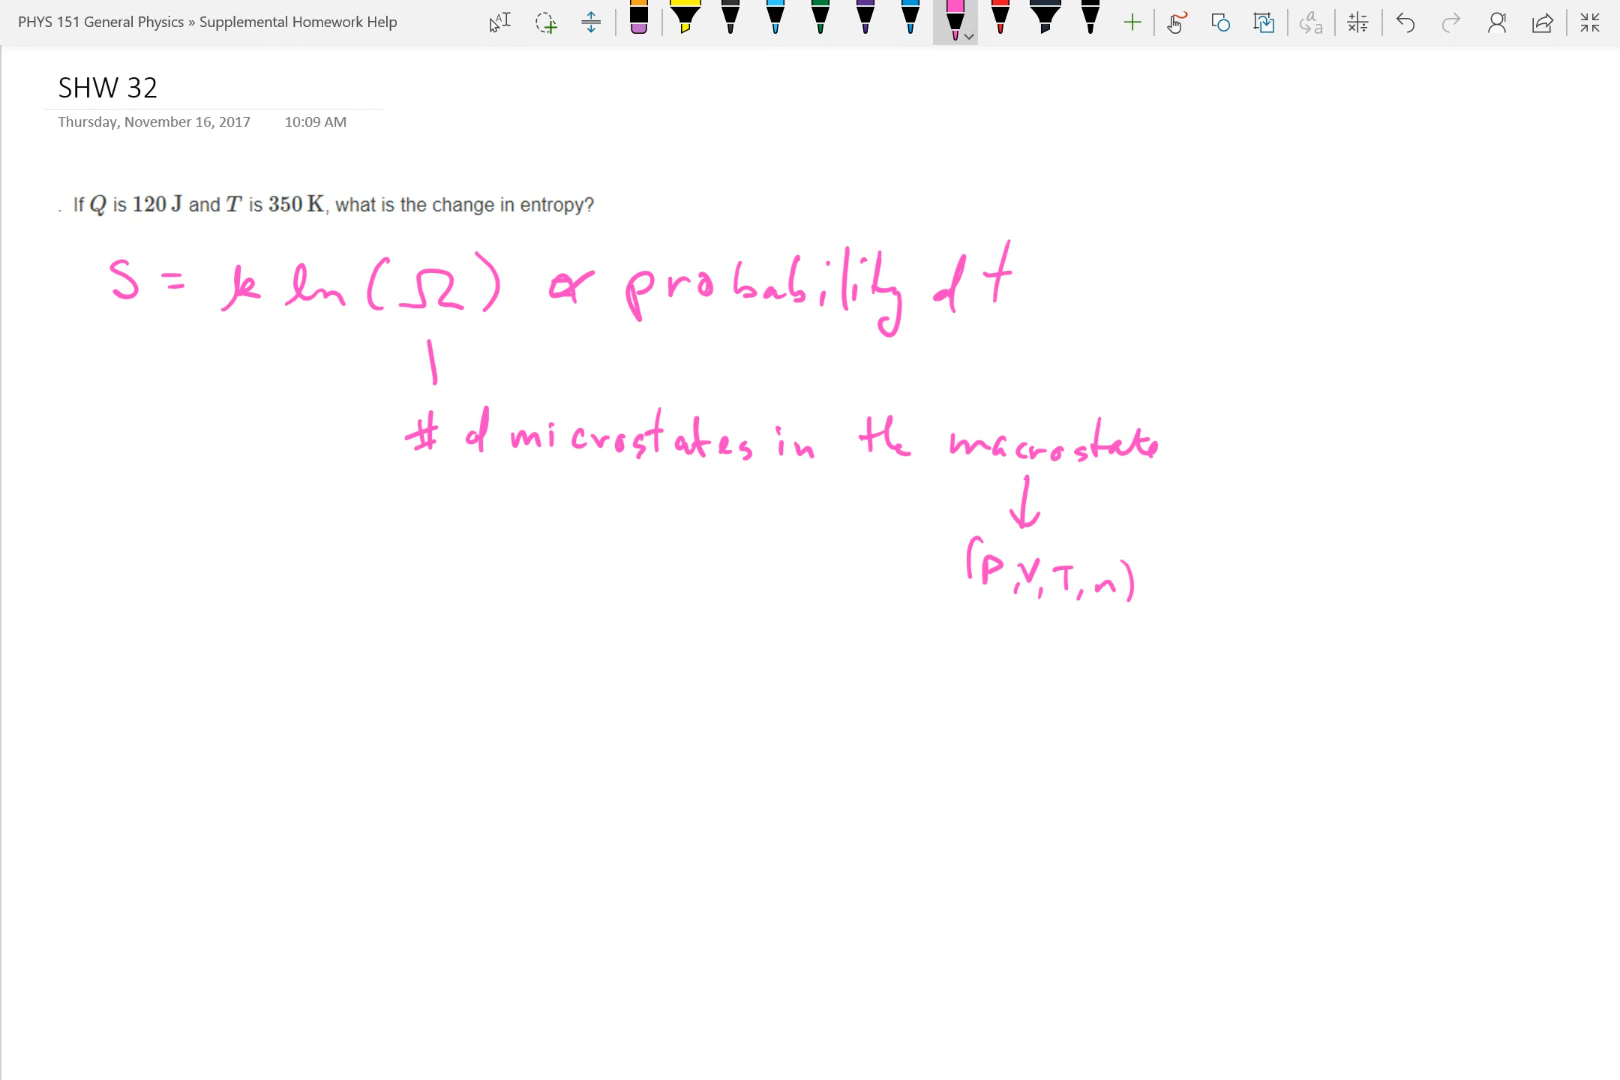 PHYS 151 General Physics » Supplemental Homework Help
SHW 32
Thursday, November 16, 2017 10:09 AM
. If Q is 120 J and T is 350 K, what is the change in entropy?
S = k ln(Ω) ∝ probability of t
# of microstates in the macrostate
(P,V,T,n)